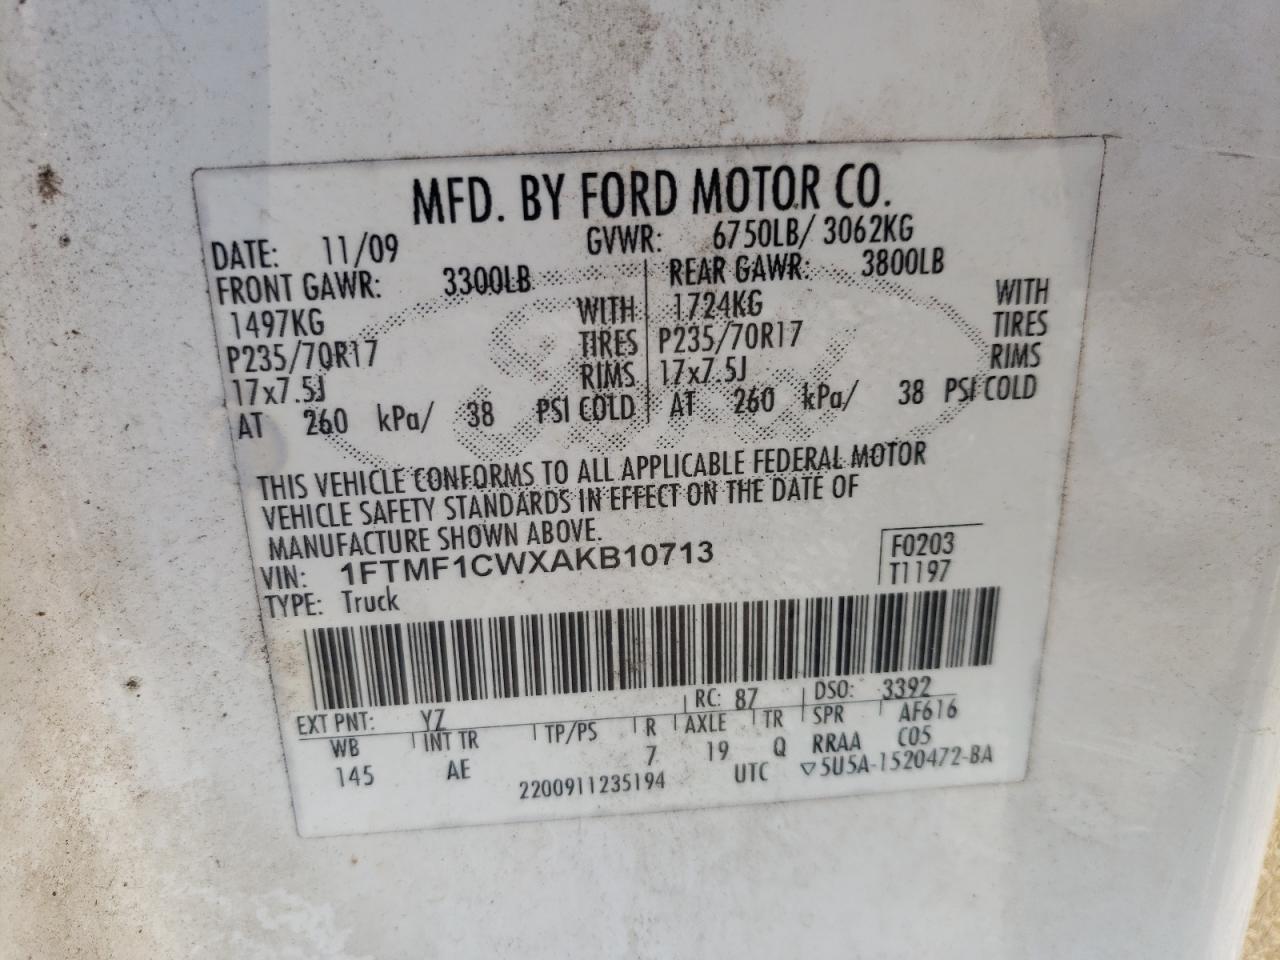 MFD. BY FORD MOTOR CO.
DATE: 11/09 GVWR: 6750LB/ 3062KG
FRONT GAWR: 3300LB REAR GAWR: 3800LB
1497KG WITH 1724KG WITH
P235/70R17 TIRES P235/70R17 TIRES
17x7.5J RIMS 17x7.5J RIMS
AT 260 kPa/ 38 PSI COLD AT 260 kPa/ 38 PSI COLD
THIS VEHICLE CONFORMS TO ALL APPLICABLE FEDERAL MOTOR
VEHICLE SAFETY STANDARDS IN EFFECT ON THE DATE OF
MANUFACTURE SHOWN ABOVE.
VIN: 1FTMF1CWXAKB10713 F0203
TYPE: Truck T1197
EXT PNT: YZ RC: 87 DSO: 3392
WB INT TR TP/PS R AXLE TR SPR AF616
145 AE 7 19 Q RRAA C05
2200911235194 UTC ▽5U5A-1520472-BA